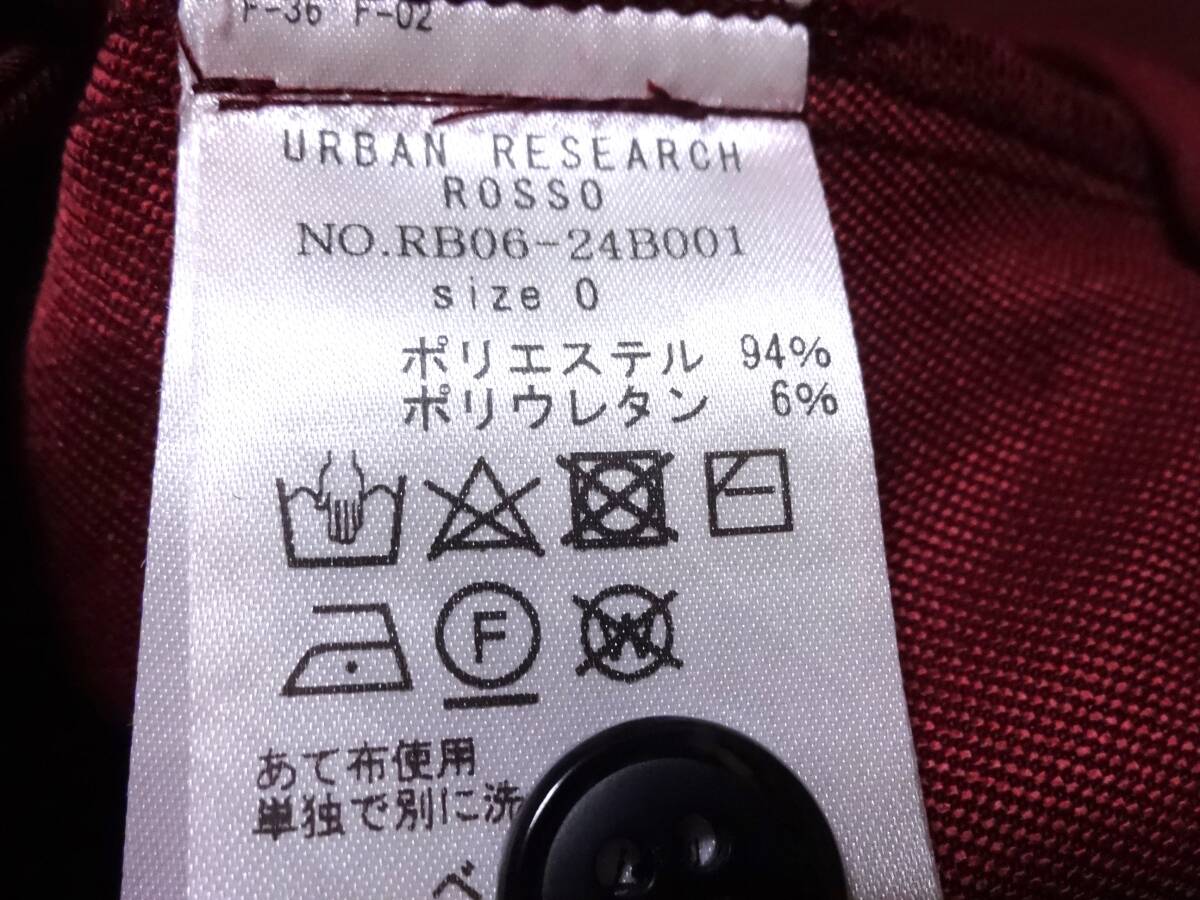 F-36 F-02
URBAN RESEARCH
ROSSO
NO.RB06-24B001
size 0
ポリエステル 94%
ポリウレタン 6%
F
W
あて布使用
単独で別に洗
ベ